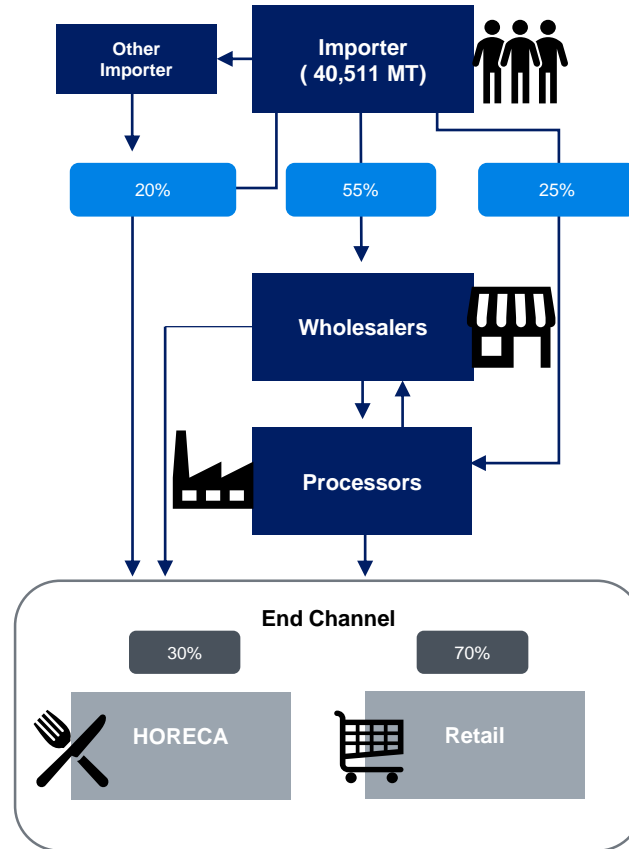 Other
Importer
Importer
( 40,511 MT)
20%
55%
25%
Wholesalers
Processors
End Channel
30%
70%
HORECA
Retail